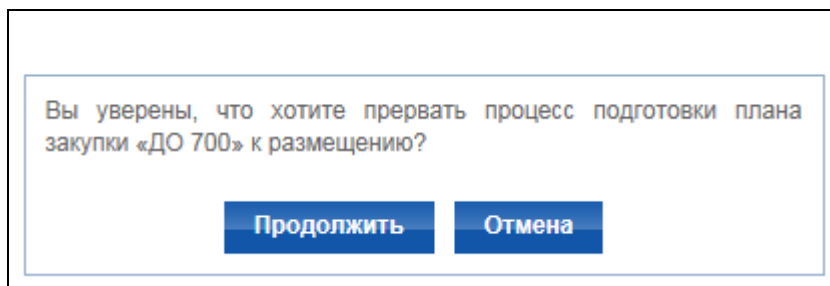 Вы уверены, что хотите прервать процесс подготовки плана
закупки «ДО 700» к размещению?
Продолжить Отмена